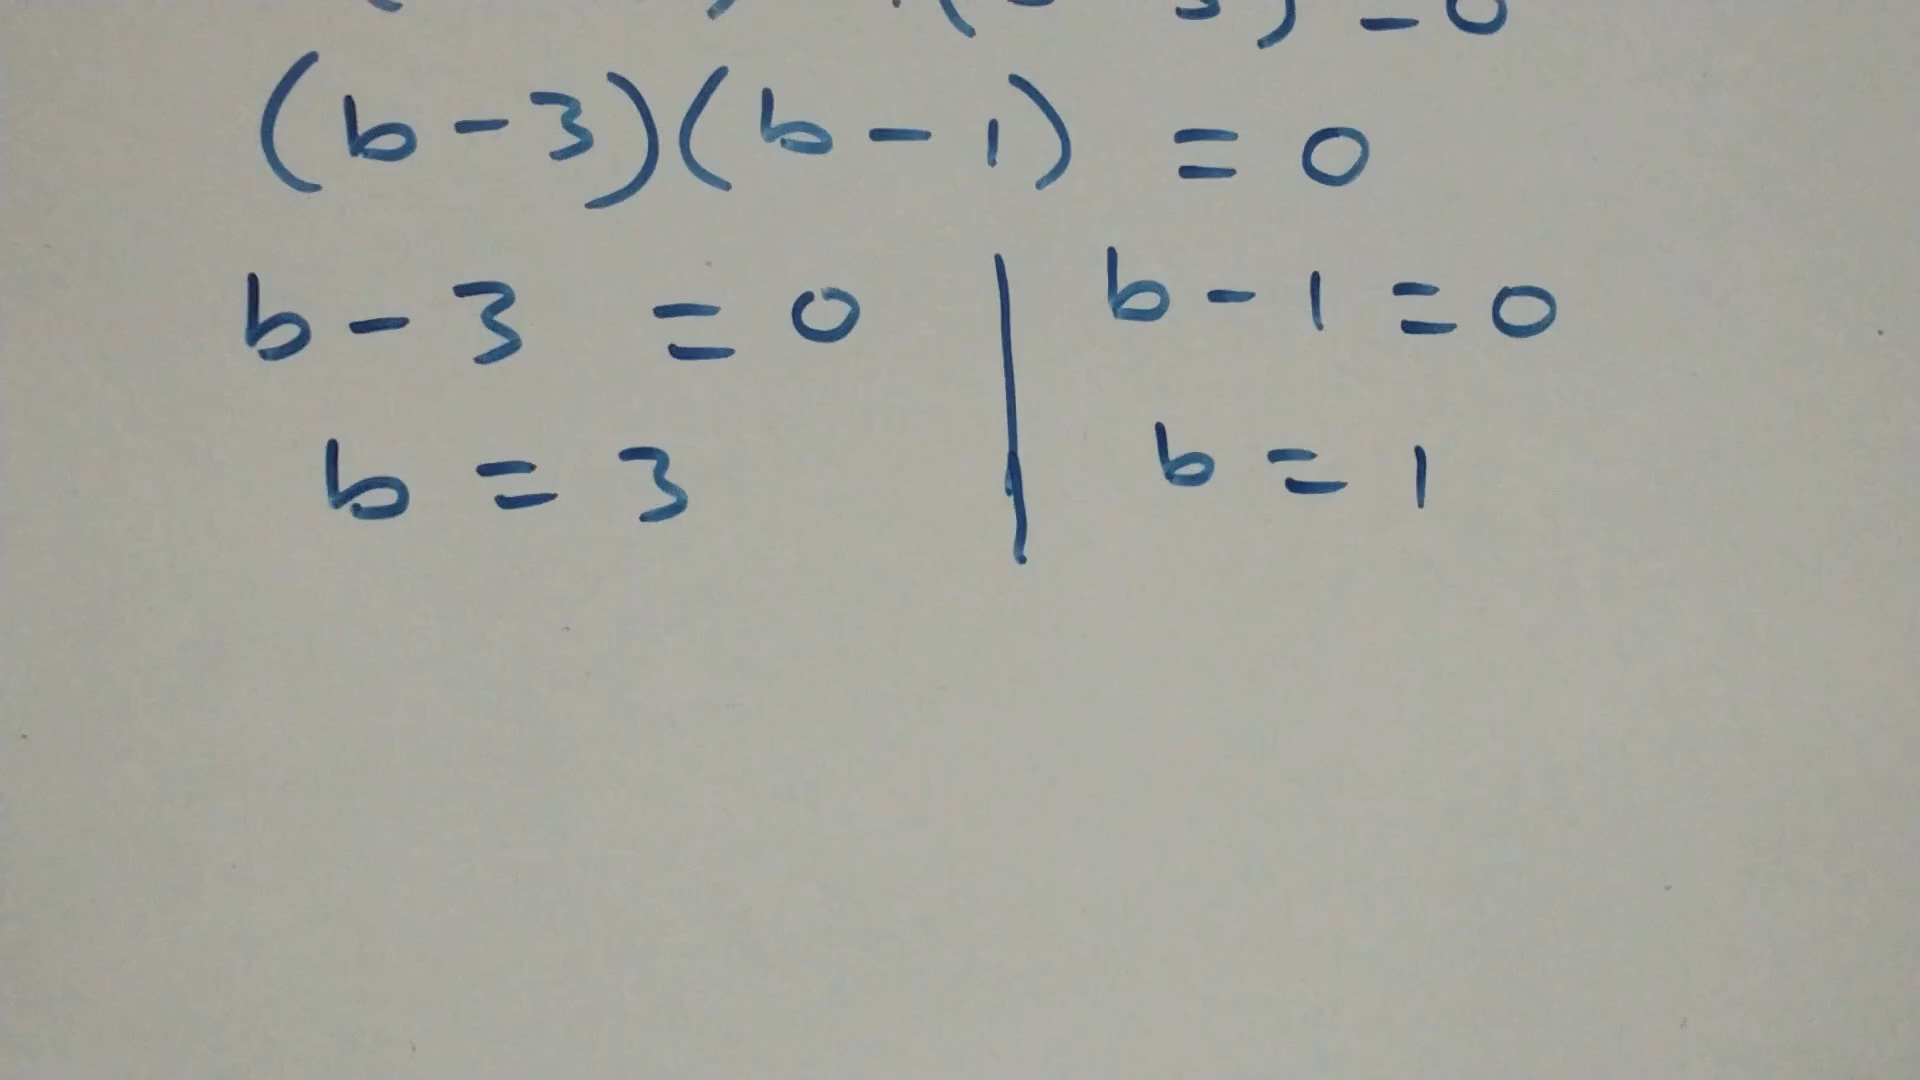 (b-3)(b-1) = 0
b-3 = 0 | b-1=0
b = 3 | b = 1